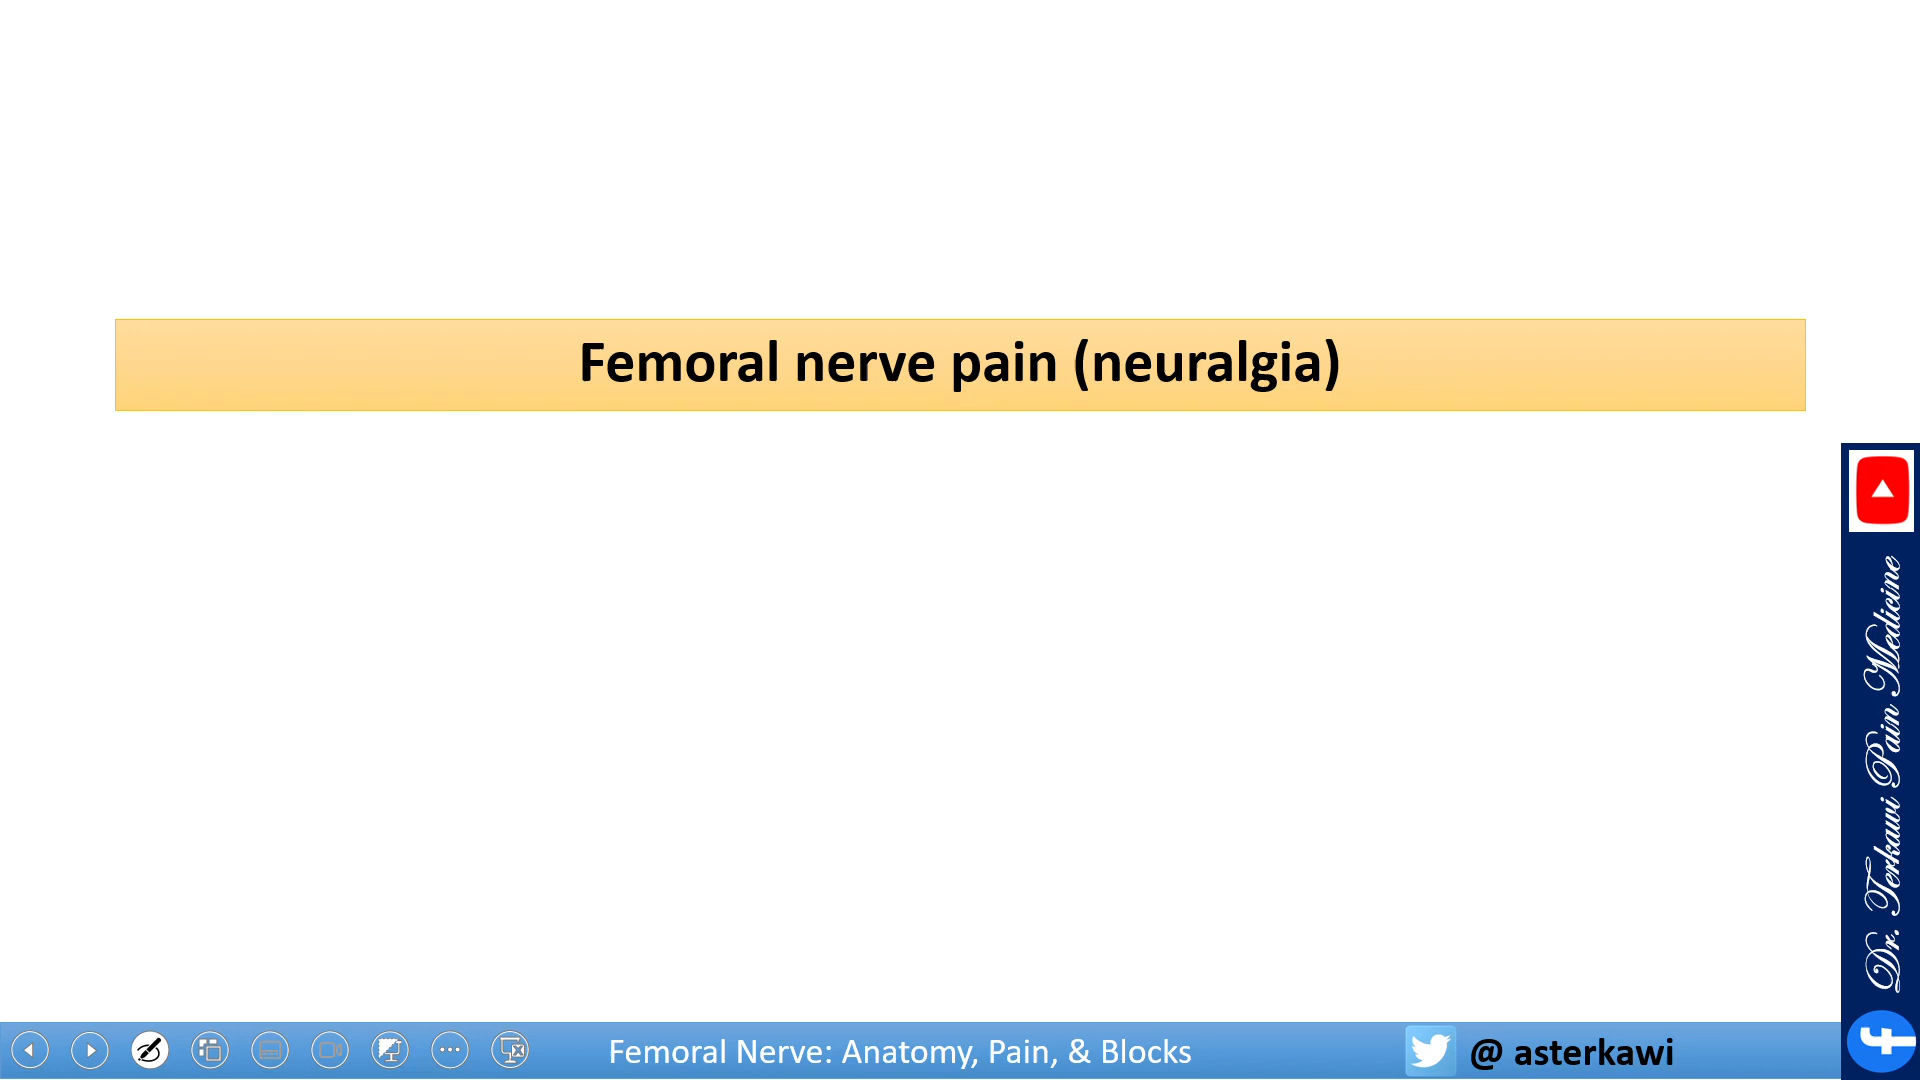 Femoral nerve pain (neuralgia)
Dr. Terkawi Pain Medicine
Femoral Nerve: Anatomy, Pain, & Blocks
@ asterkawi